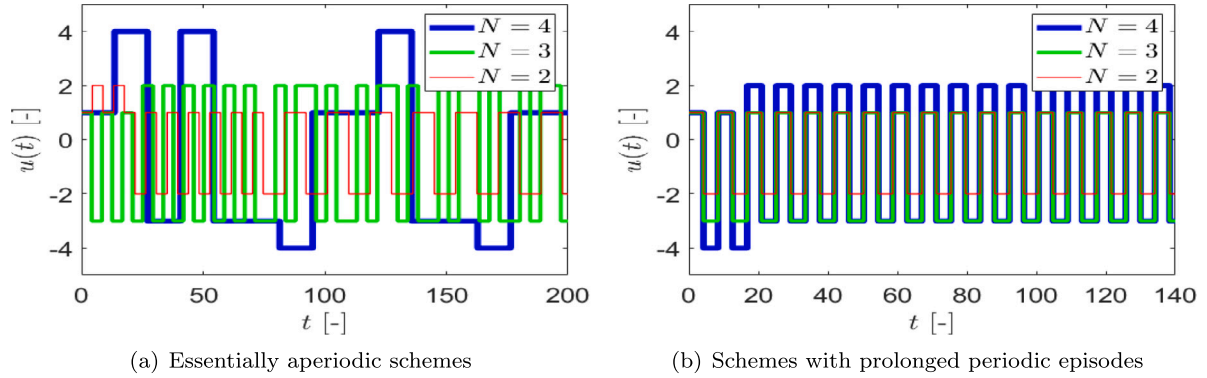 4
2
0
-2
-4
u(t) [-]
N = 4
N = 3
N = 2
0 50 100 150 200
t [-]
(a) Essentially aperiodic schemes
4
2
0
-2
-4
u(t) [-]
N = 4
N = 3
N = 2
0 20 40 60 80 100 120 140
t [-]
(b) Schemes with prolonged periodic episodes